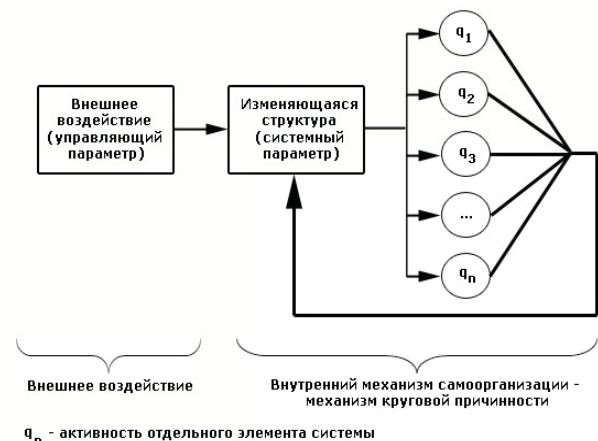 Внешнее
воздействие
(управляющий
параметр)
Изменяющаяся
структура
(системный
параметр)
q1
q2
q3
...
qn
Внешнее воздействие
Внутренний механизм самоорганизации -
механизм круговой причинности
qn - активность отдельного элемента системы